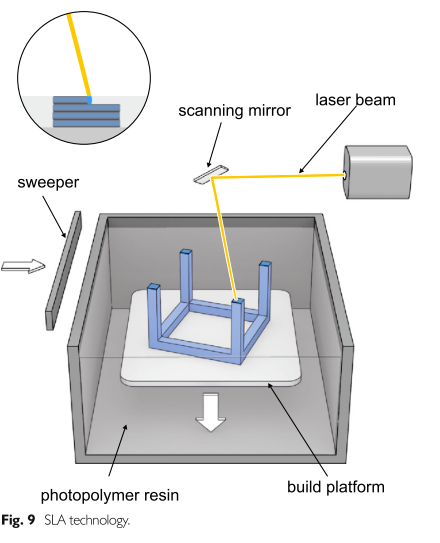 scanning mirror
laser beam
sweeper
photopolymer resin
build platform
Fig. 9 SLA technology.